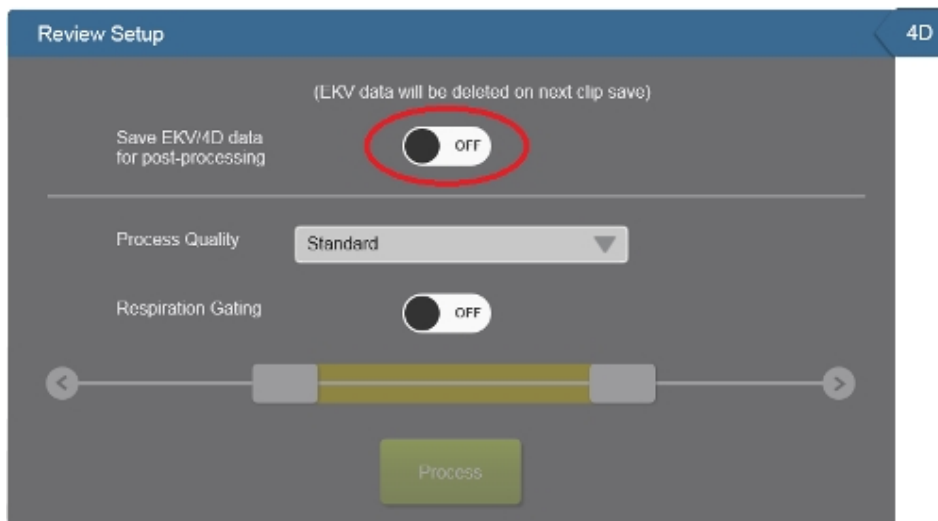 Review Setup
4D
(EKV data will be deleted on next clip save)
Save EKV/4D data
for post-processing
OFF
Process Quality
Standard
Respiration Gating
OFF
Process